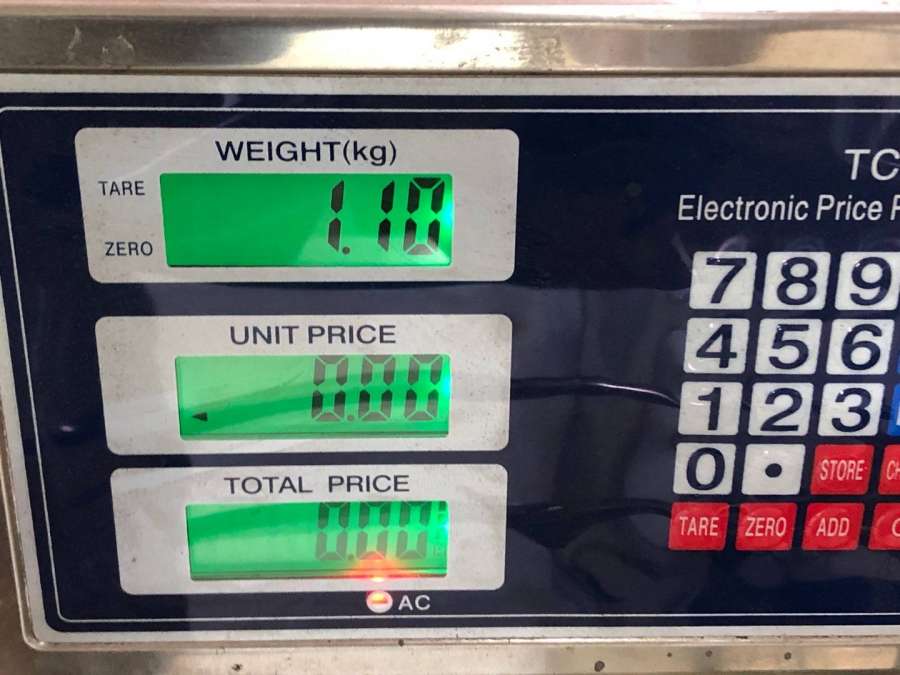 WEIGHT(kg)
TARE
1.10
ZERO
UNIT PRICE
0.00
TOTAL PRICE
0.00
AC
TC
Electronic Price
7 8 9
4 5 6
1 2 3
0 . STORE
TARE ZERO ADD